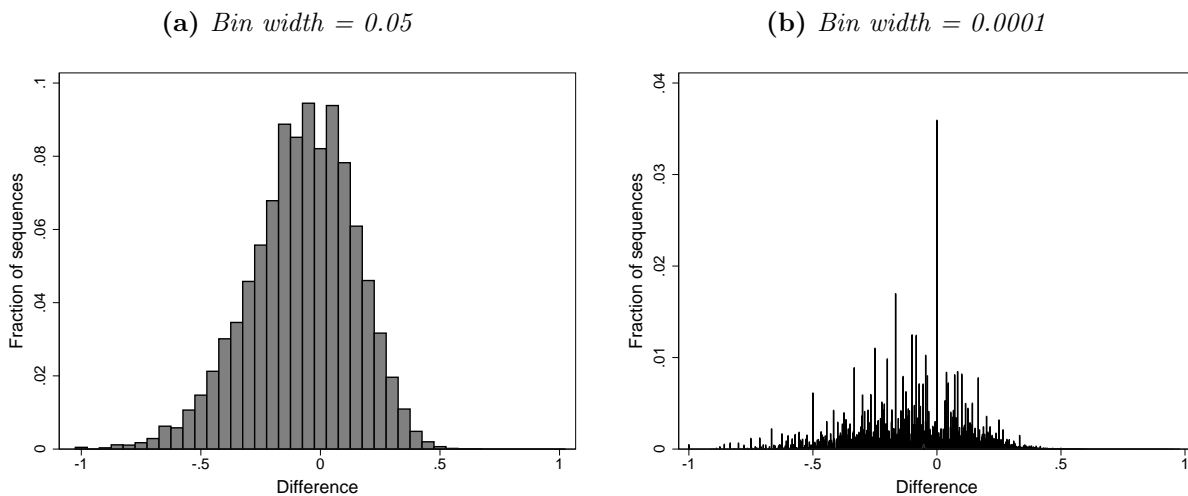 (a) Bin width = 0.05
Fraction of sequences
.1
.08
.06
.04
.02
0
-1 -.5 0 .5 1
Difference
(b) Bin width = 0.0001
Fraction of sequences
.04
.03
.02
.01
0
-1 -.5 0 .5 1
Difference